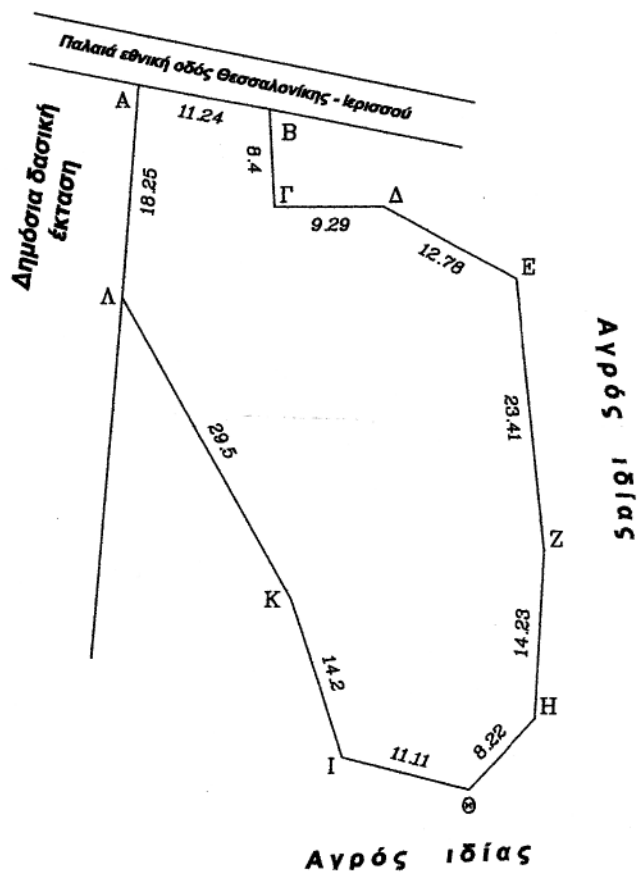 Παλαιά εθνική οδός Θεσσαλονίκης - Ιερισσού
Α
11.24
Β
8.4
18.25
Δημόσια δασική
έκταση
Γ
Δ
9.29
12.78
Ε
Λ
23.41
Αγρός ιδίας
29.5
Ζ
Κ
14.23
14.2
Η
8.22
11.11
Ι
Θ
Αγρός ιδίας